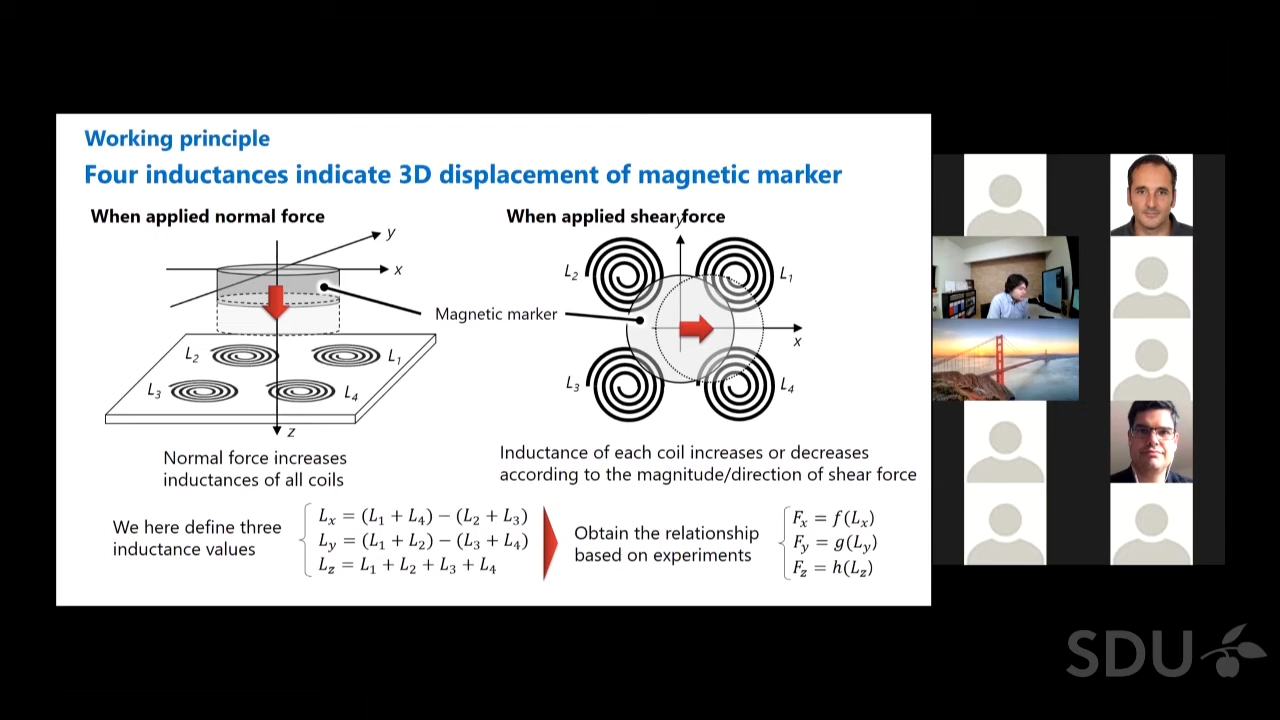 Working principle
Four inductances indicate 3D displacement of magnetic marker
When applied normal force
y
x
Magnetic marker
L2
L1
L3
L4
z
Normal force increases
inductances of all coils
When applied shear force
y
L2
L1
x
L3
L4
Inductance of each coil increases or decreases
according to the magnitude/direction of shear force
We here define three
inductance values
Lx = (L1 + L4) − (L2 + L3)
Ly = (L1 + L2) − (L3 + L4)
Lz = L1 + L2 + L3 + L4
Obtain the relationship
based on experiments
Fx = f(Lx)
Fy = g(Ly)
Fz = h(Lz)
SDU